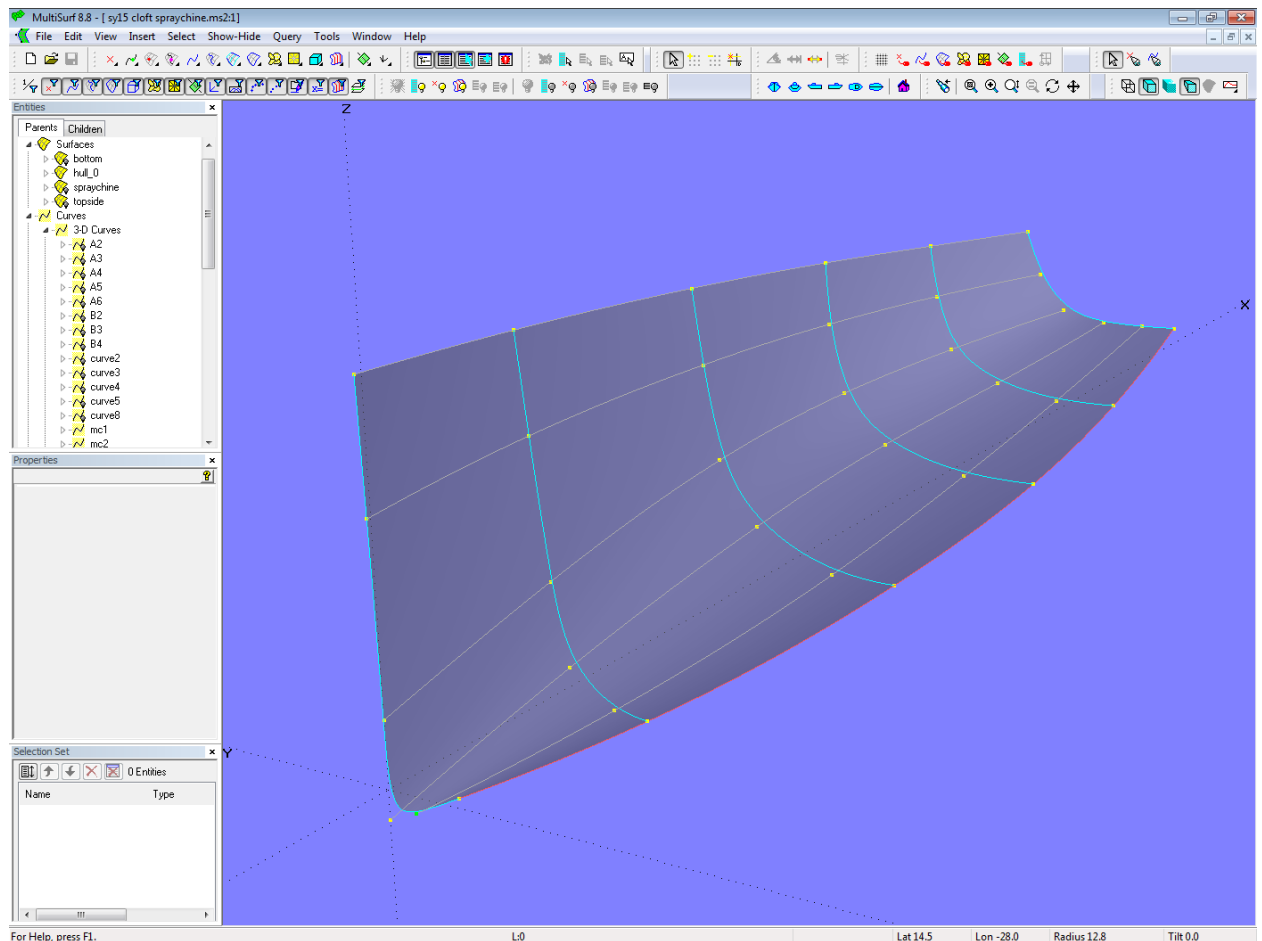 MultiSurf 8.8 - [ sy15 cloft spraychine.ms2:1]
File Edit View Insert Select Show-Hide Query Tools Window Help
Entities
Parents Children
Surfaces
bottom
hull_0
spraychine
topside
Curves
3-D Curves
A2
A3
A4
A5
A6
B2
B3
B4
curve2
curve3
curve4
curve5
curve8
mc1
mc2
Properties
Selection Set
0 Entities
Name Type
Z
X
Y
For Help, press F1. L:0 Lat 14.5 Lon -28.0 Radius 12.8 Tilt 0.0